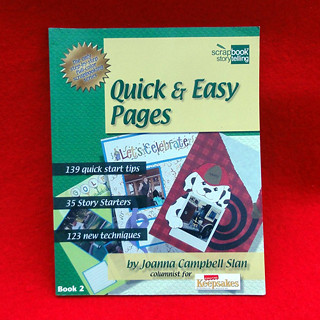 scrapbook
storytelling
Quick & Easy
Pages
Let's Celebrate
139 quick start tips
35 Story Starters
123 new techniques
by Joanna Campbell Slan
columnist for
Keepsakes
Book 2